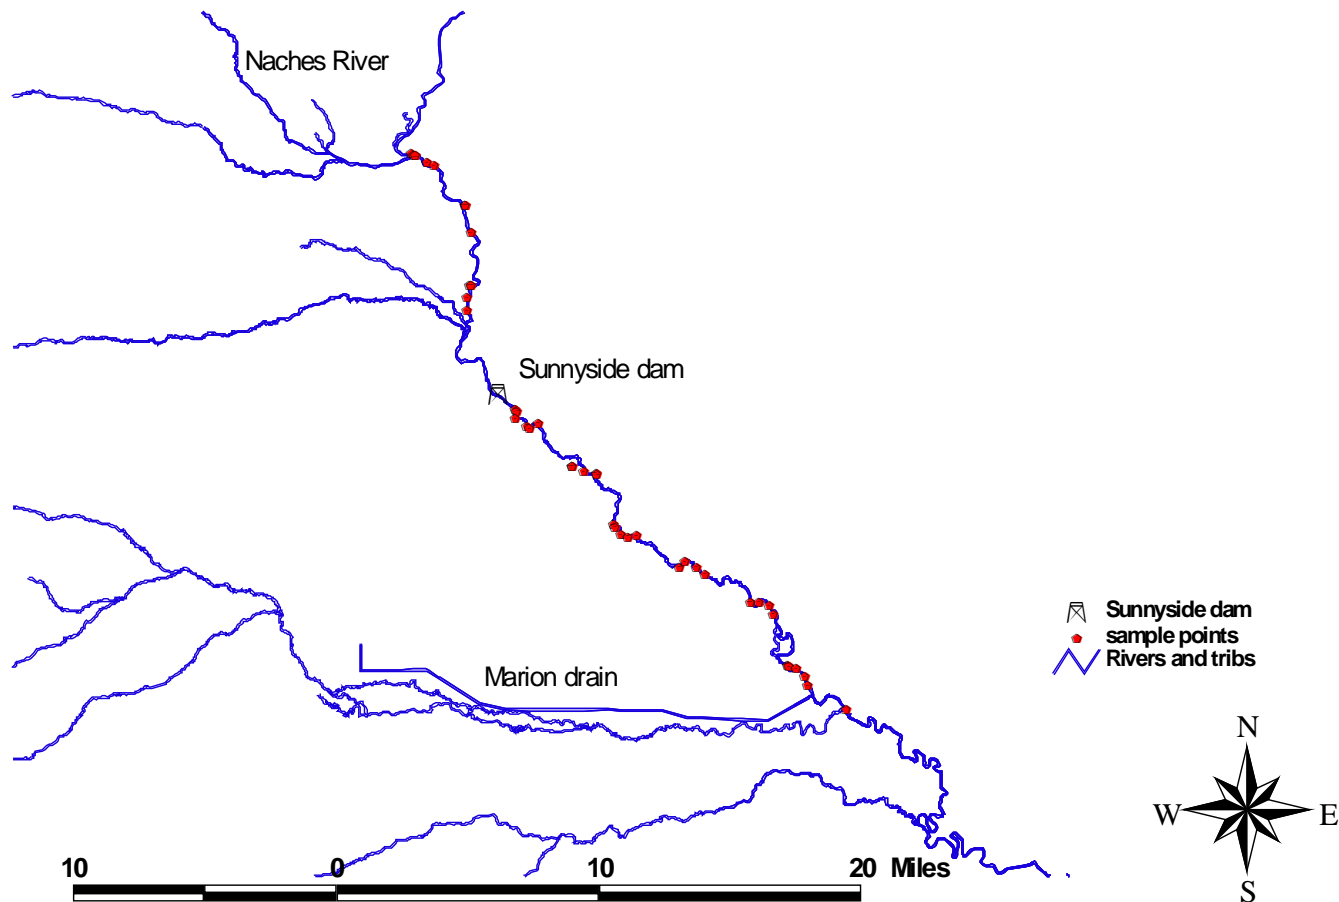 Naches River
Sunnyside dam
Sunnyside dam
sample points
Rivers and tribs
Marion drain
N
W E
S
10 0 10 20 Miles